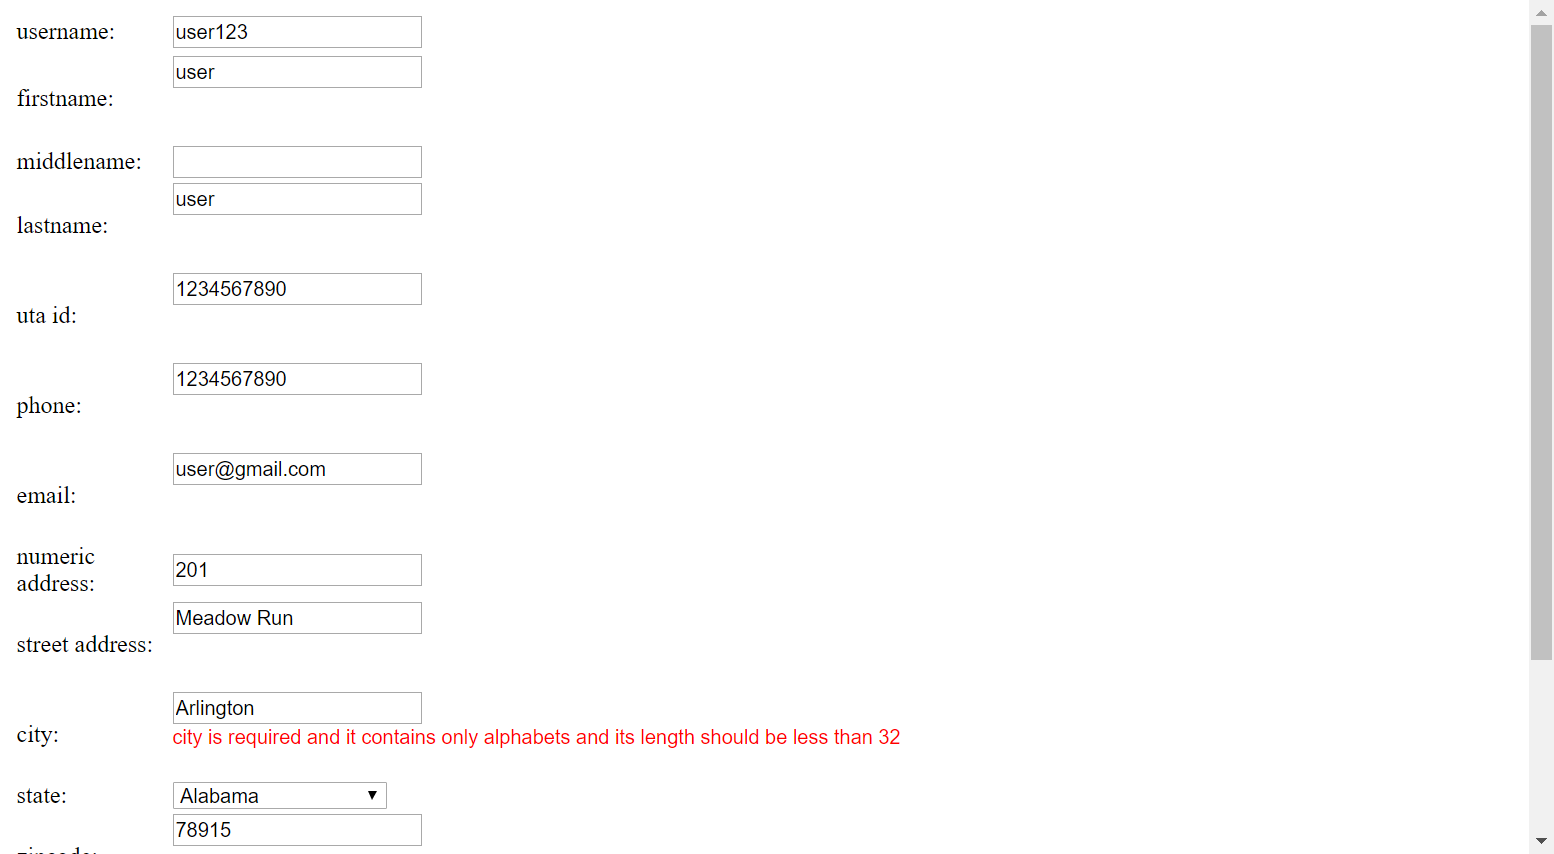 username: user123
user
firstname:
middlename:
user
lastname:
1234567890
uta id:
1234567890
phone:
user@gmail.com
email:
numeric
address: 201
Meadow Run
street address:
Arlington
city:
city is required and it contains only alphabets and its length should be less than 32
state: Alabama
78915